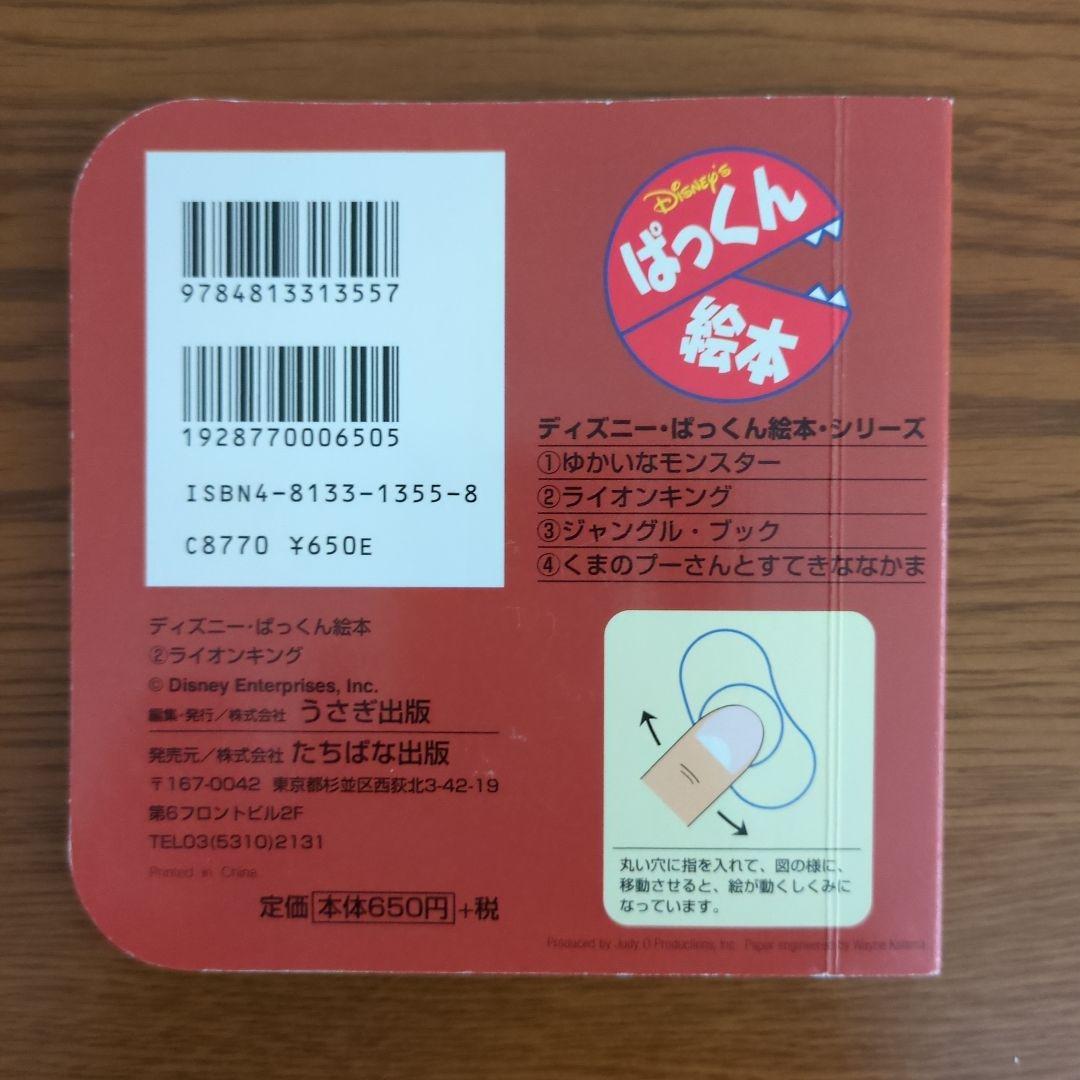 9784813313557
1928770006505
ISBN4-8133-1355-8
C8770 ¥650E
DISNEY'S
ぱっくん
絵本
ディズニー・ぱっくん絵本・シリーズ
①ゆかいなモンスター
②ライオンキング
③ジャングル・ブック
④くまのプーさんとすてきななかま
ディズニー・ぱっくん絵本
②ライオンキング
© Disney Enterprises, Inc.
編集・発行／株式会社 うさぎ出版
発売元／株式会社 たちばな出版
〒167-0042 東京都杉並区西荻北3-42-19
第6フロントビル2F
TEL03(5310)2131
Printed in China
定価 本体650円 +税
丸い穴に指を入れて、図の様に、
移動させると、絵が動くしくみに
なっています。
Produced by Judy O Productions, Inc. Paper engineered by Wayne